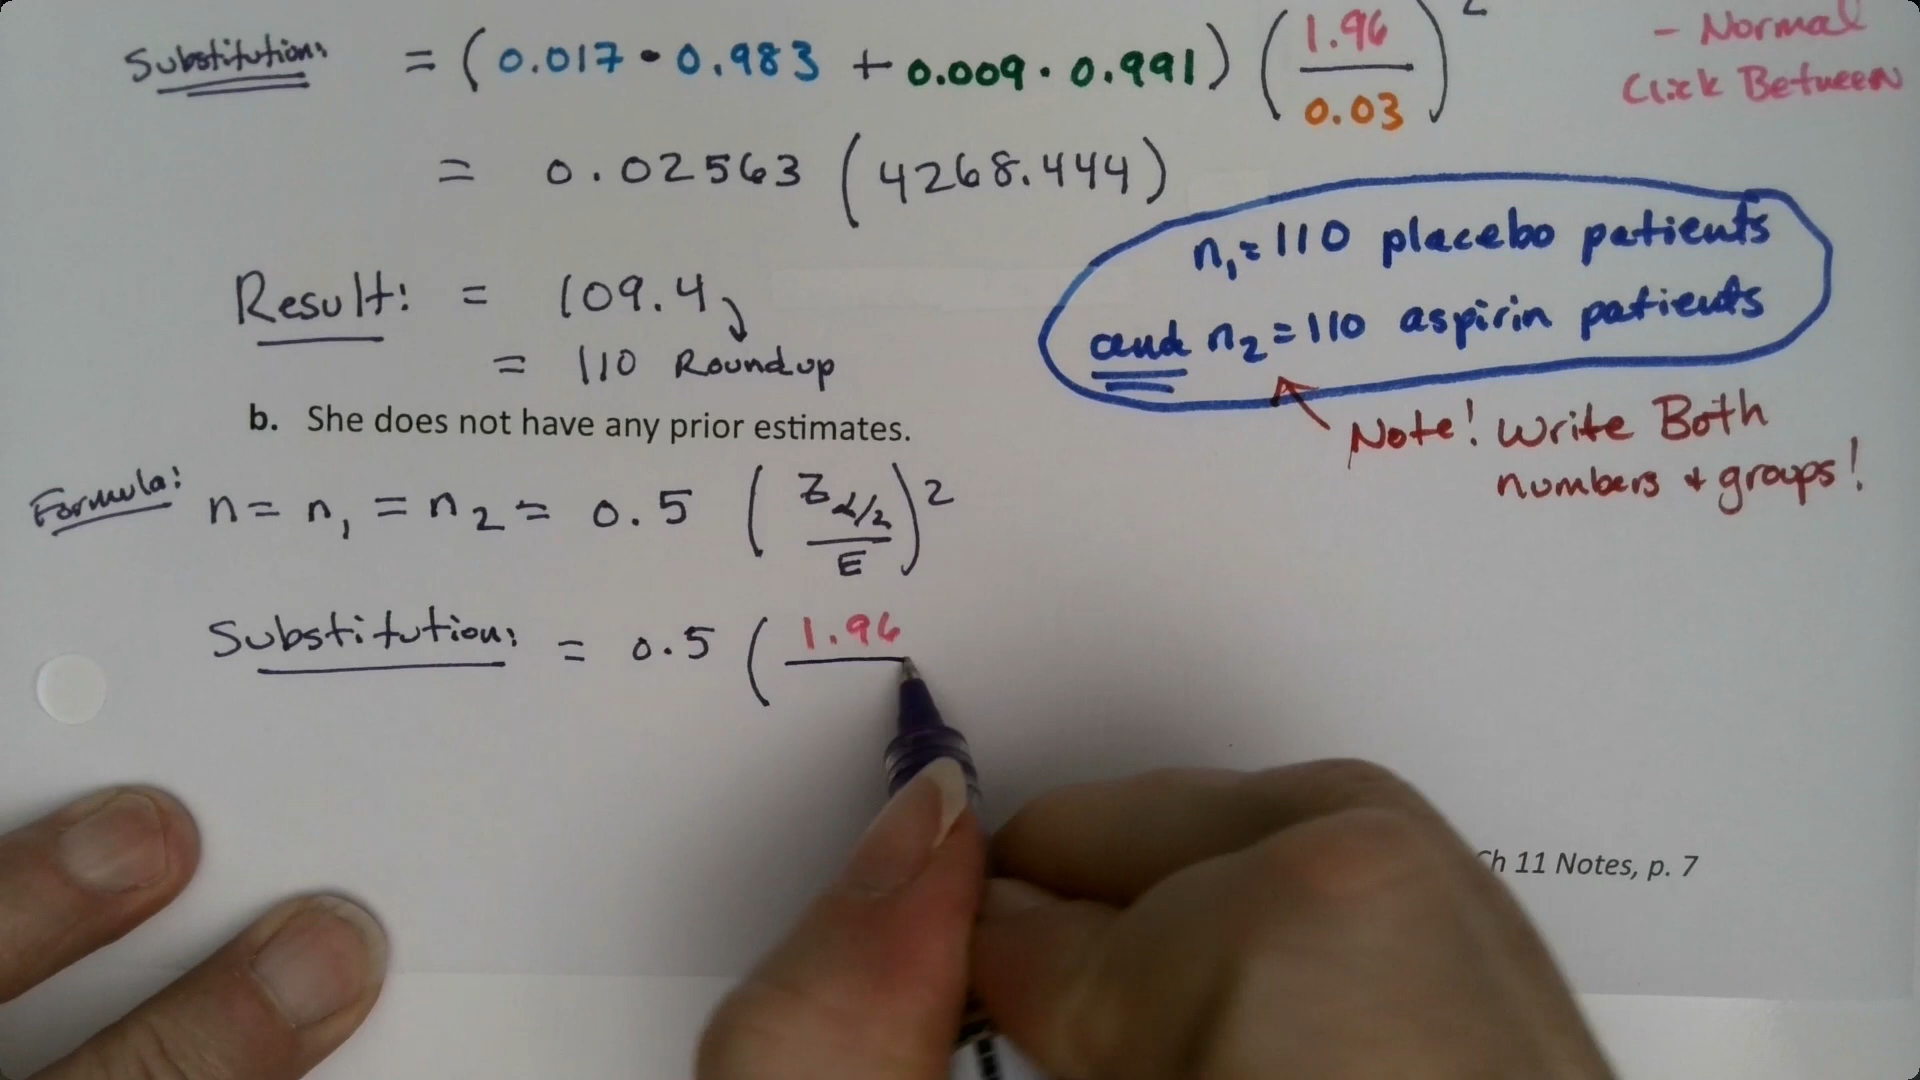 Substitution: = (0.017 • 0.983 + 0.009 • 0.991) (1.96 / 0.03)²
- Normal
Click Between
= 0.02563 (4268.444)
n₁ = 110 placebo patients
and n₂ = 110 aspirin patients
Result: = 109.4
= 110 Round up
Note! Write Both
numbers + groups!
b. She does not have any prior estimates.
Formula: n = n₁ = n₂ = 0.5 (Z α/2 / E)²
Substitution: = 0.5 ( 1.96
Ch 11 Notes, p. 7